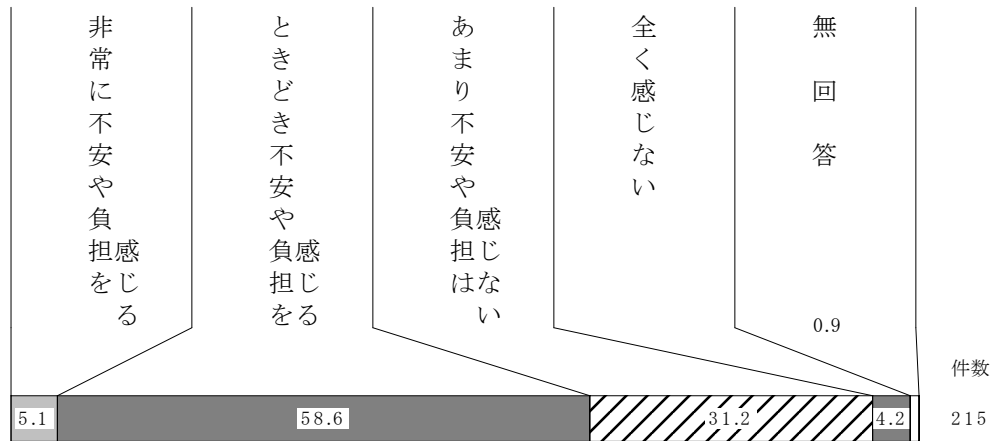 非常に不安や負担を
感じる
ときどき不安や負担を
感じる
あまり不安や負担は
感じない
全く感じない
無回答
0.9
件数
5.1
58.6
31.2
4.2
215